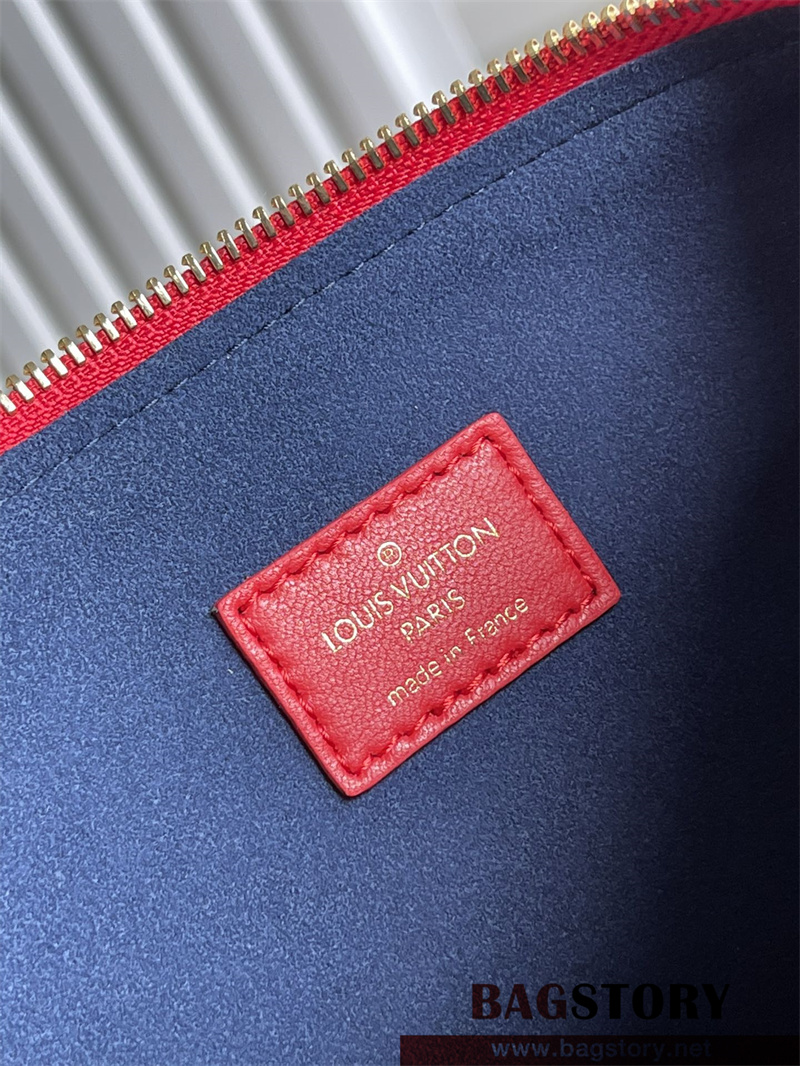 LOUIS VUITTON
PARIS
made in France
BAGSTORY
www.bagstory.net